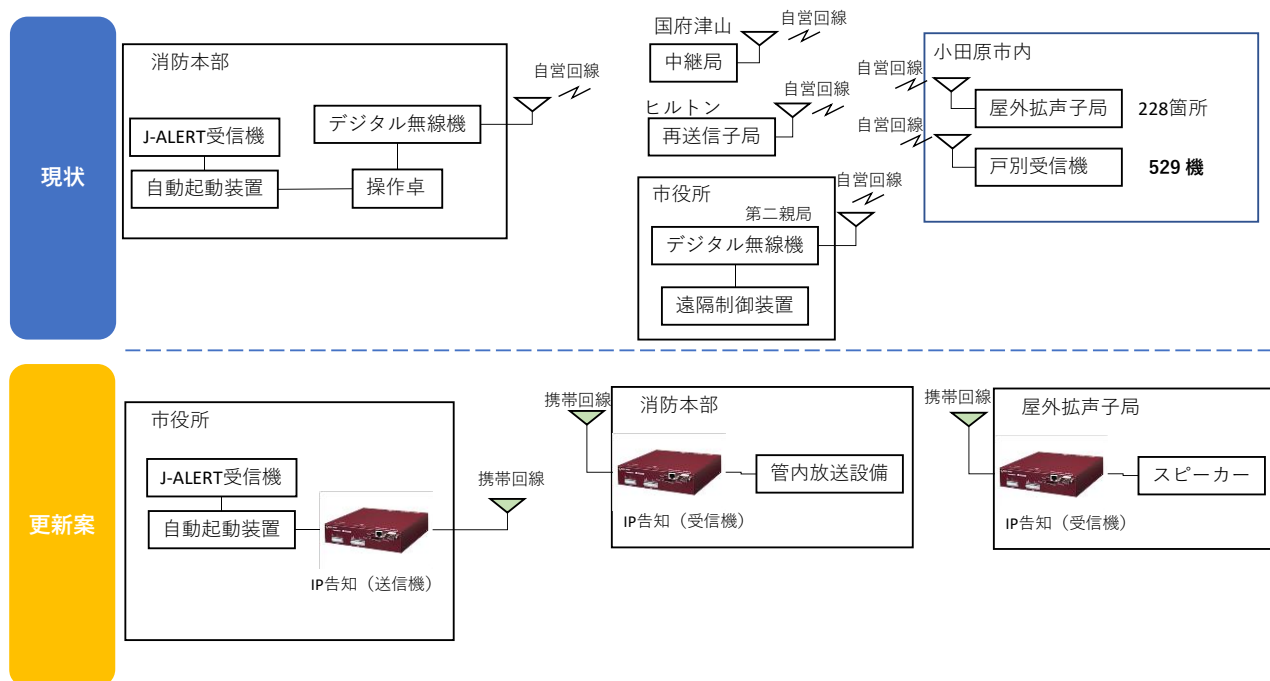 現状
消防本部
J-ALERT受信機
自動起動装置
デジタル無線機
操作卓
自営回線
国府津山
中継局
自営回線
ヒルトン
再送信子局
自営回線
市役所
第二親局
デジタル無線機
遠隔制御装置
自営回線
小田原市内
自営回線
屋外拡声子局
228箇所
自営回線
戸別受信機
529 機
更新案
市役所
J-ALERT受信機
自動起動装置
IP告知（送信機）
携帯回線
携帯回線
消防本部
IP告知（受信機）
管内放送設備
携帯回線
屋外拡声子局
IP告知（受信機）
スピーカー